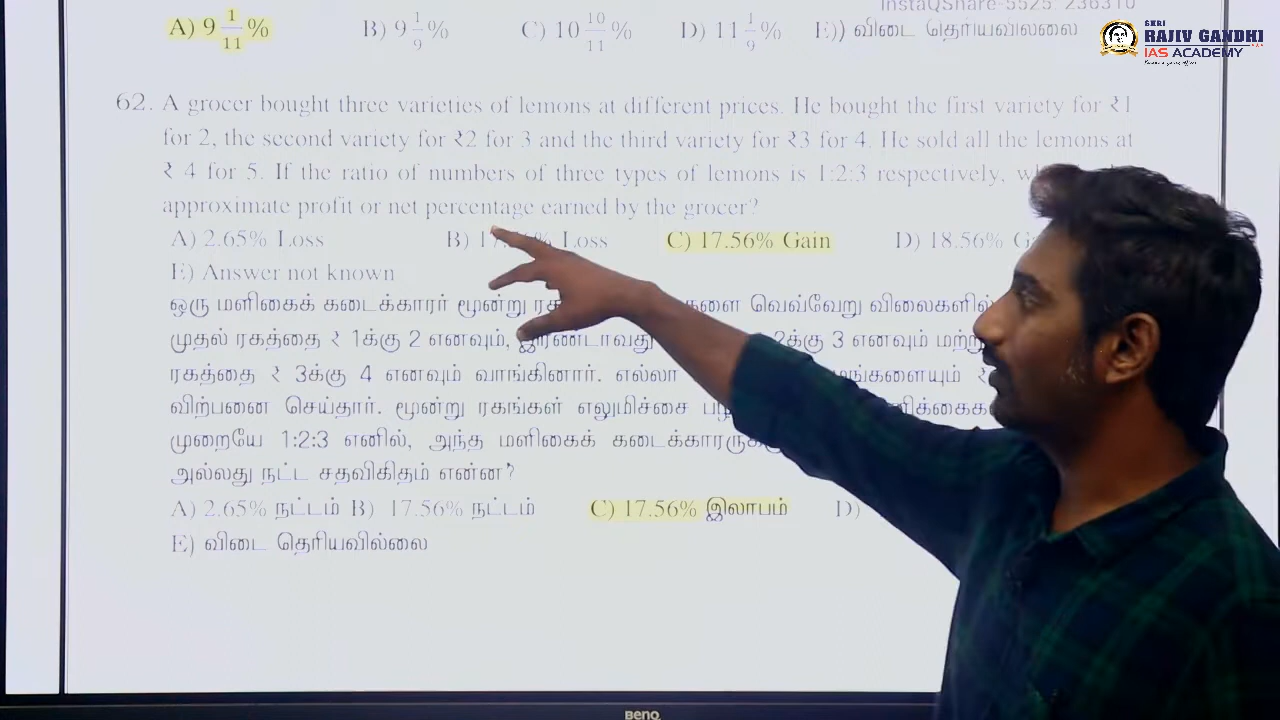 InstaQShare-5525. 236310
A) 9 1/11 % B) 9 1/9 % C) 10 10/11 % D) 11 1/9 % E)) விடை தெரியவில்லை
SHRI
RAJIV GANDHI
IAS ACADEMY
62. A grocer bought three varieties of lemons at different prices. He bought the first variety for ₹1
for 2, the second variety for ₹2 for 3 and the third variety for ₹3 for 4. He sold all the lemons at
₹ 4 for 5. If the ratio of numbers of three types of lemons is 1:2:3 respectively,
approximate profit or net percentage earned by the grocer?
A) 2.65% Loss B) Loss C) 17.56% Gain D) 18.56%
E) Answer not known
ஒரு மளிகைக் கடைக்காரர் மூன்று வெவ்வேறு விலைகளில்
முதல் ரகத்தை ₹ 1க்கு 2 எனவும், இரண்டாவது 2க்கு 3 எனவும்
ரகத்தை ₹ 3க்கு 4 எனவும் வாங்கினார். எல்லா ₹
விற்பனை செய்தார். மூன்று ரகங்கள் எலுமிச்சை
முறையே 1:2:3 எனில், அந்த மளிகைக்
அல்லது நட்ட சதவிகிதம் என்ன?
A) 2.65% நட்டம் B) 17.56% நட்டம் C) 17.56% இலாபம் D)
E) விடை தெரியவில்லை
BenQ